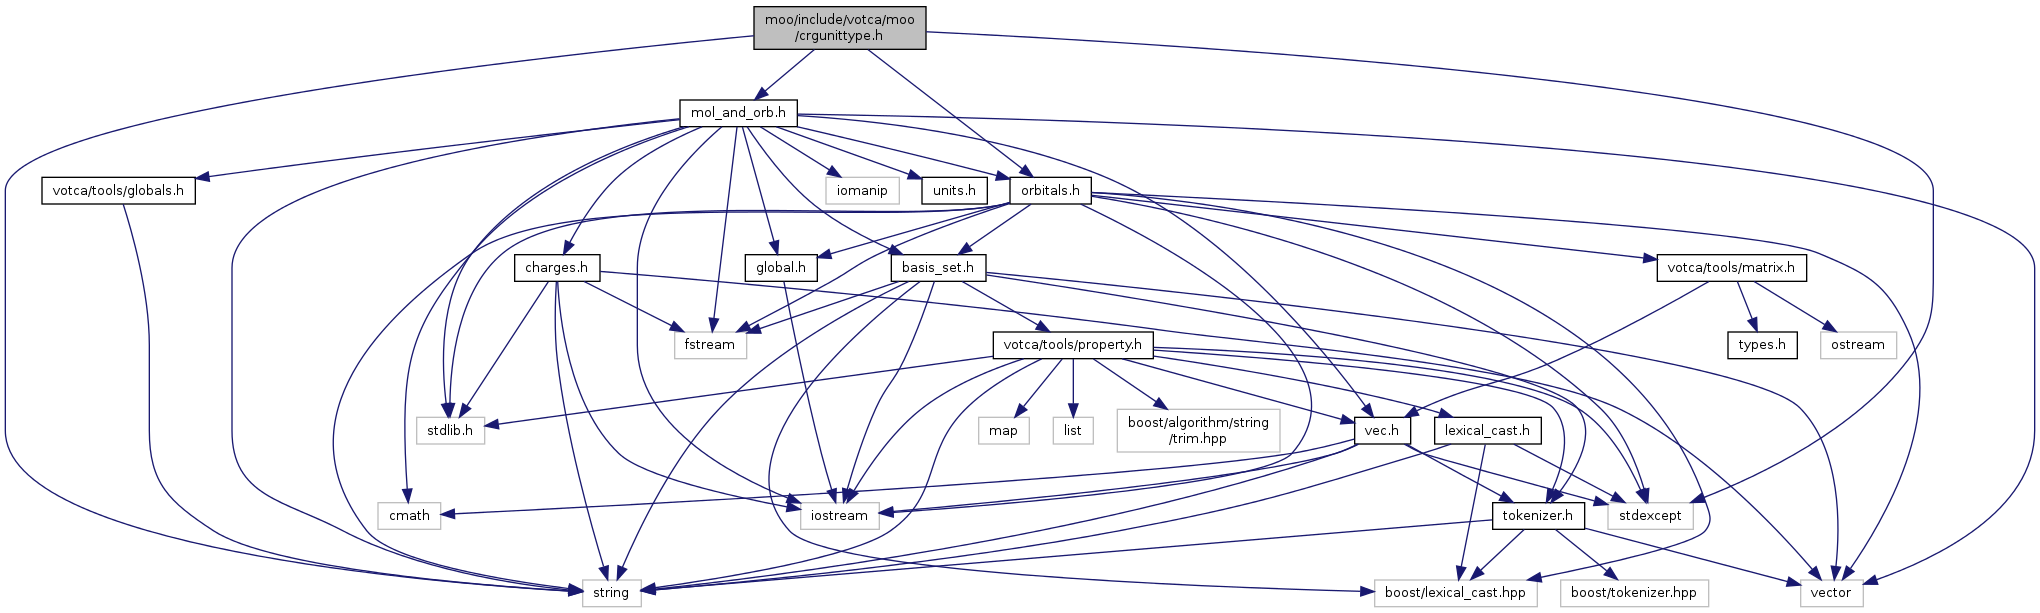 moo/include/votca/moo
/crgunittype.h
mol_and_orb.h
votca/tools/globals.h
iomanip
units.h
orbitals.h
charges.h
global.h
basis_set.h
votca/tools/matrix.h
fstream
votca/tools/property.h
types.h
ostream
stdlib.h
map
list
boost/algorithm/string
/trim.hpp
vec.h
lexical_cast.h
cmath
iostream
tokenizer.h
stdexcept
string
boost/lexical_cast.hpp
boost/tokenizer.hpp
vector